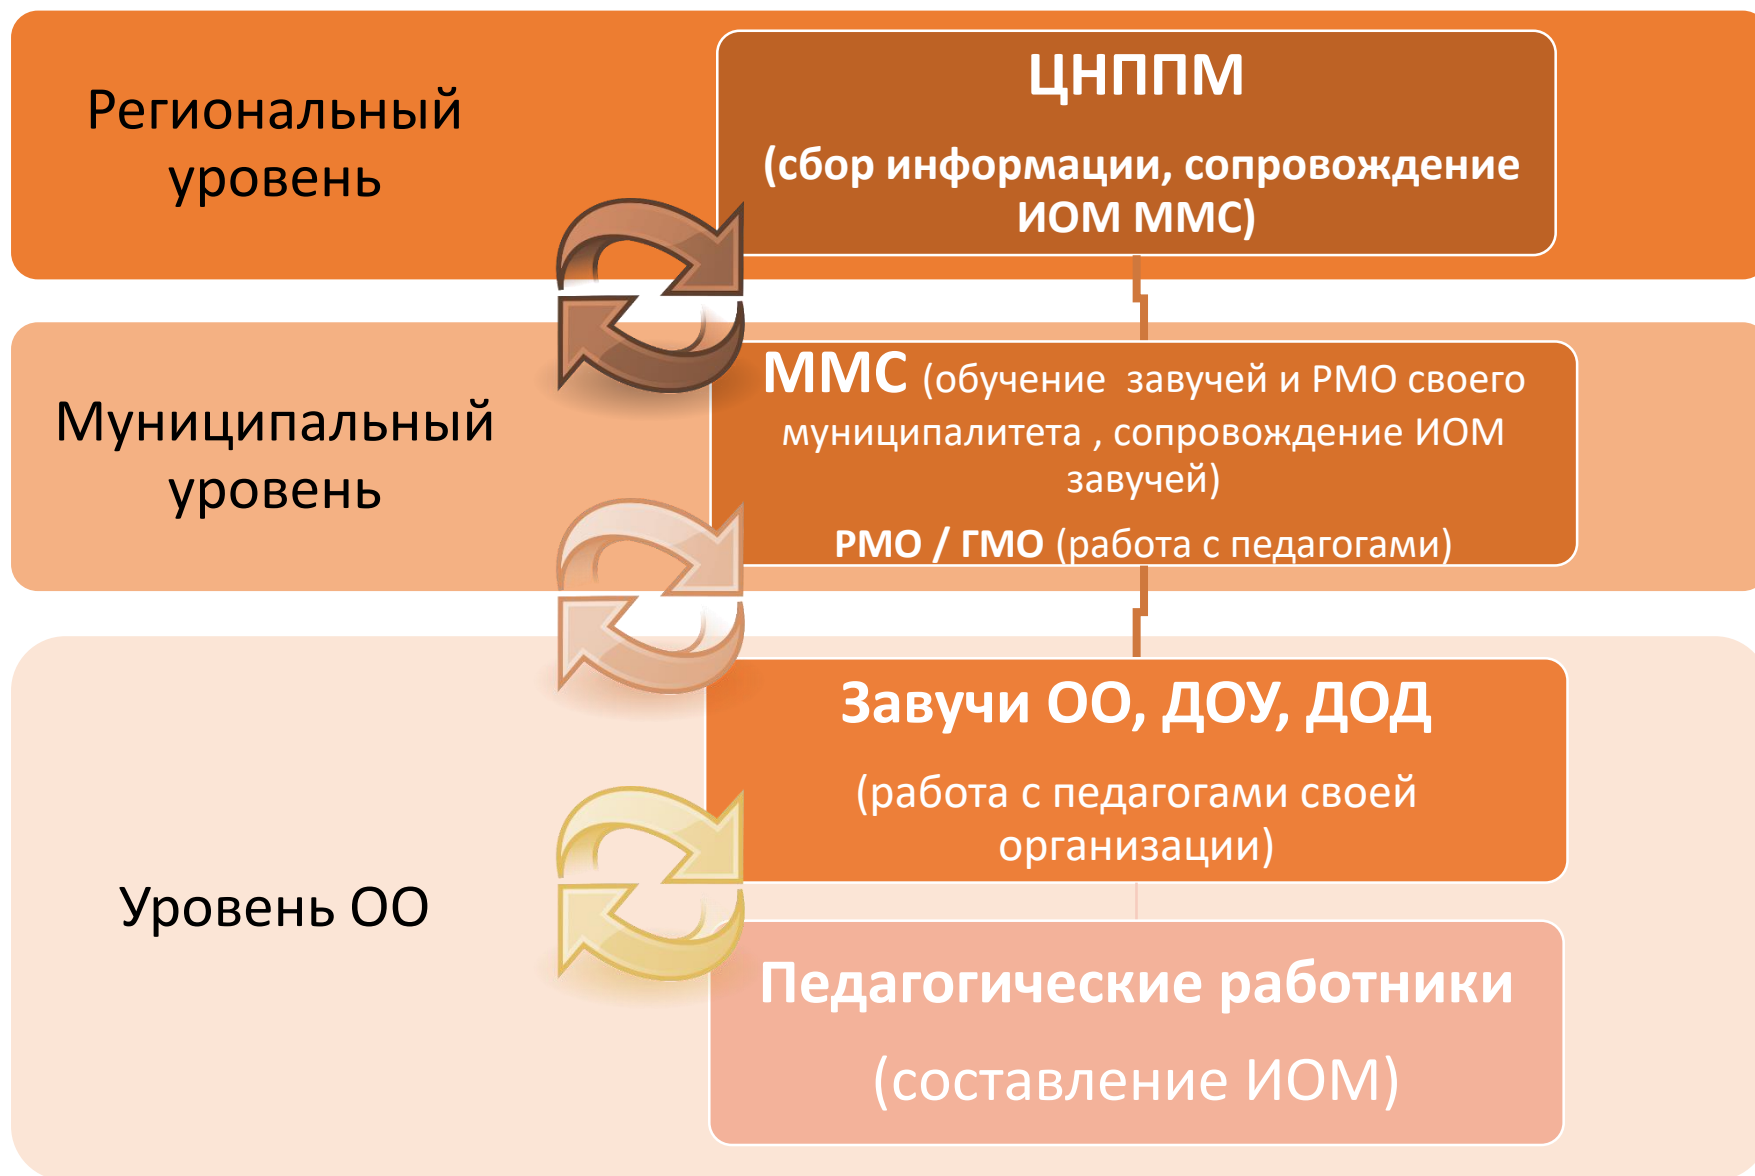 Региональный
уровень
ЦНППМ
(сбор информации, сопровождение
ИОМ ММС)
Муниципальный
уровень
ММС (обучение  завучей и РМО своего
муниципалитета , сопровождение ИОМ
завучей)
РМО / ГМО (работа с педагогами)
Уровень ОО
Завучи ОО, ДОУ, ДОД
(работа с педагогами своей
организации)
Педагогические работники
(составление ИОМ)